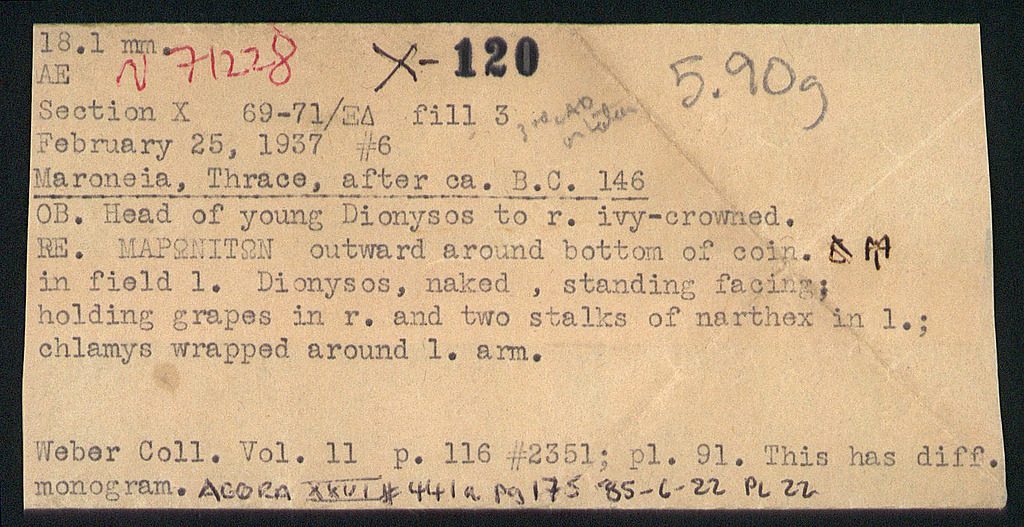 18.1 mm.
AE N 71228 X-120 5.90g
Section X 69-71/ΞΔ fill 3 3rd c AD
February 25, 1937 #6
Maroneia, Thrace, after ca. B.C. 146
OB. Head of young Dionysos to r. ivy-crowned.
RE. ΜΑΡΩΝΙΤΩΝ outward around bottom of coin.
in field l. Dionysos, naked , standing facing;
holding grapes in r. and two stalks of narthex in l.;
chlamys wrapped around l. arm.
Weber Coll. Vol. 11 p. 116 #2351; pl. 91. This has diff.
monogram. AGORA XXVI # 441a pg 175 85-6-22 PL 22